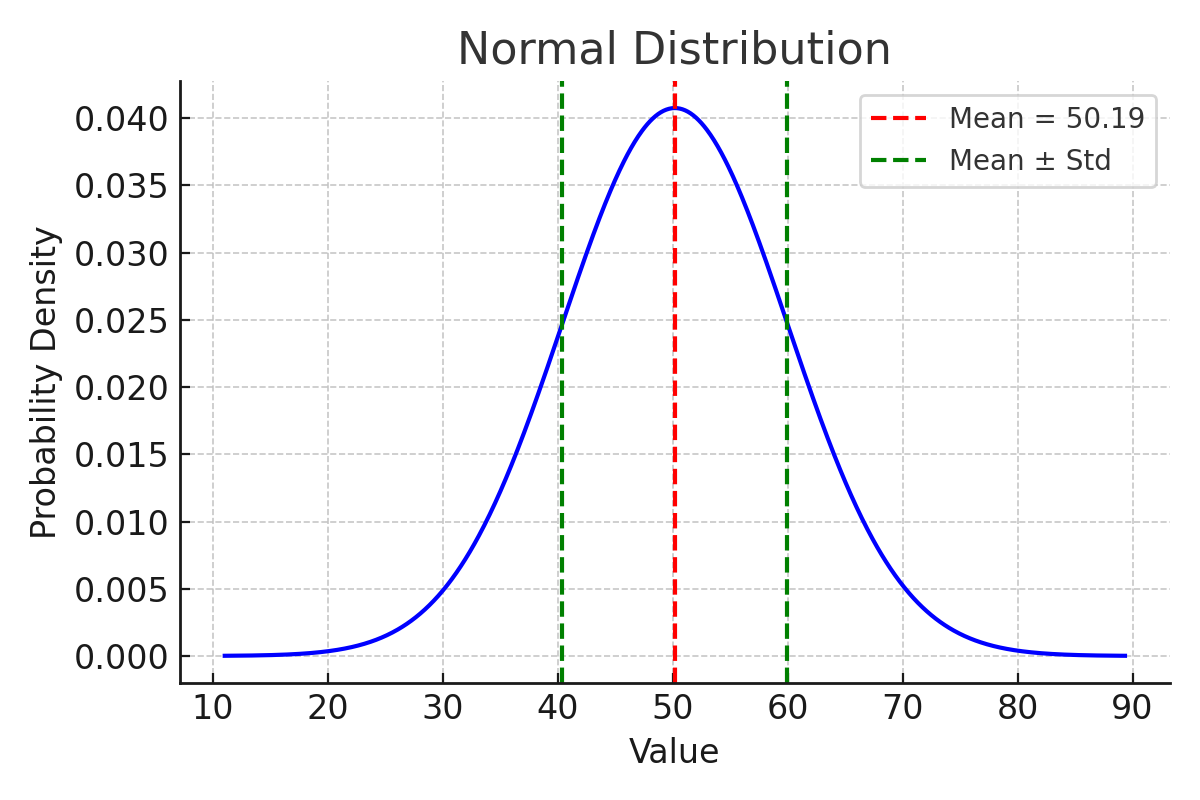 Normal Distribution
Mean = 50.19
Mean ± Std
Probability Density
0.040
0.035
0.030
0.025
0.020
0.015
0.010
0.005
0.000
10 20 30 40 50 60 70 80 90
Value